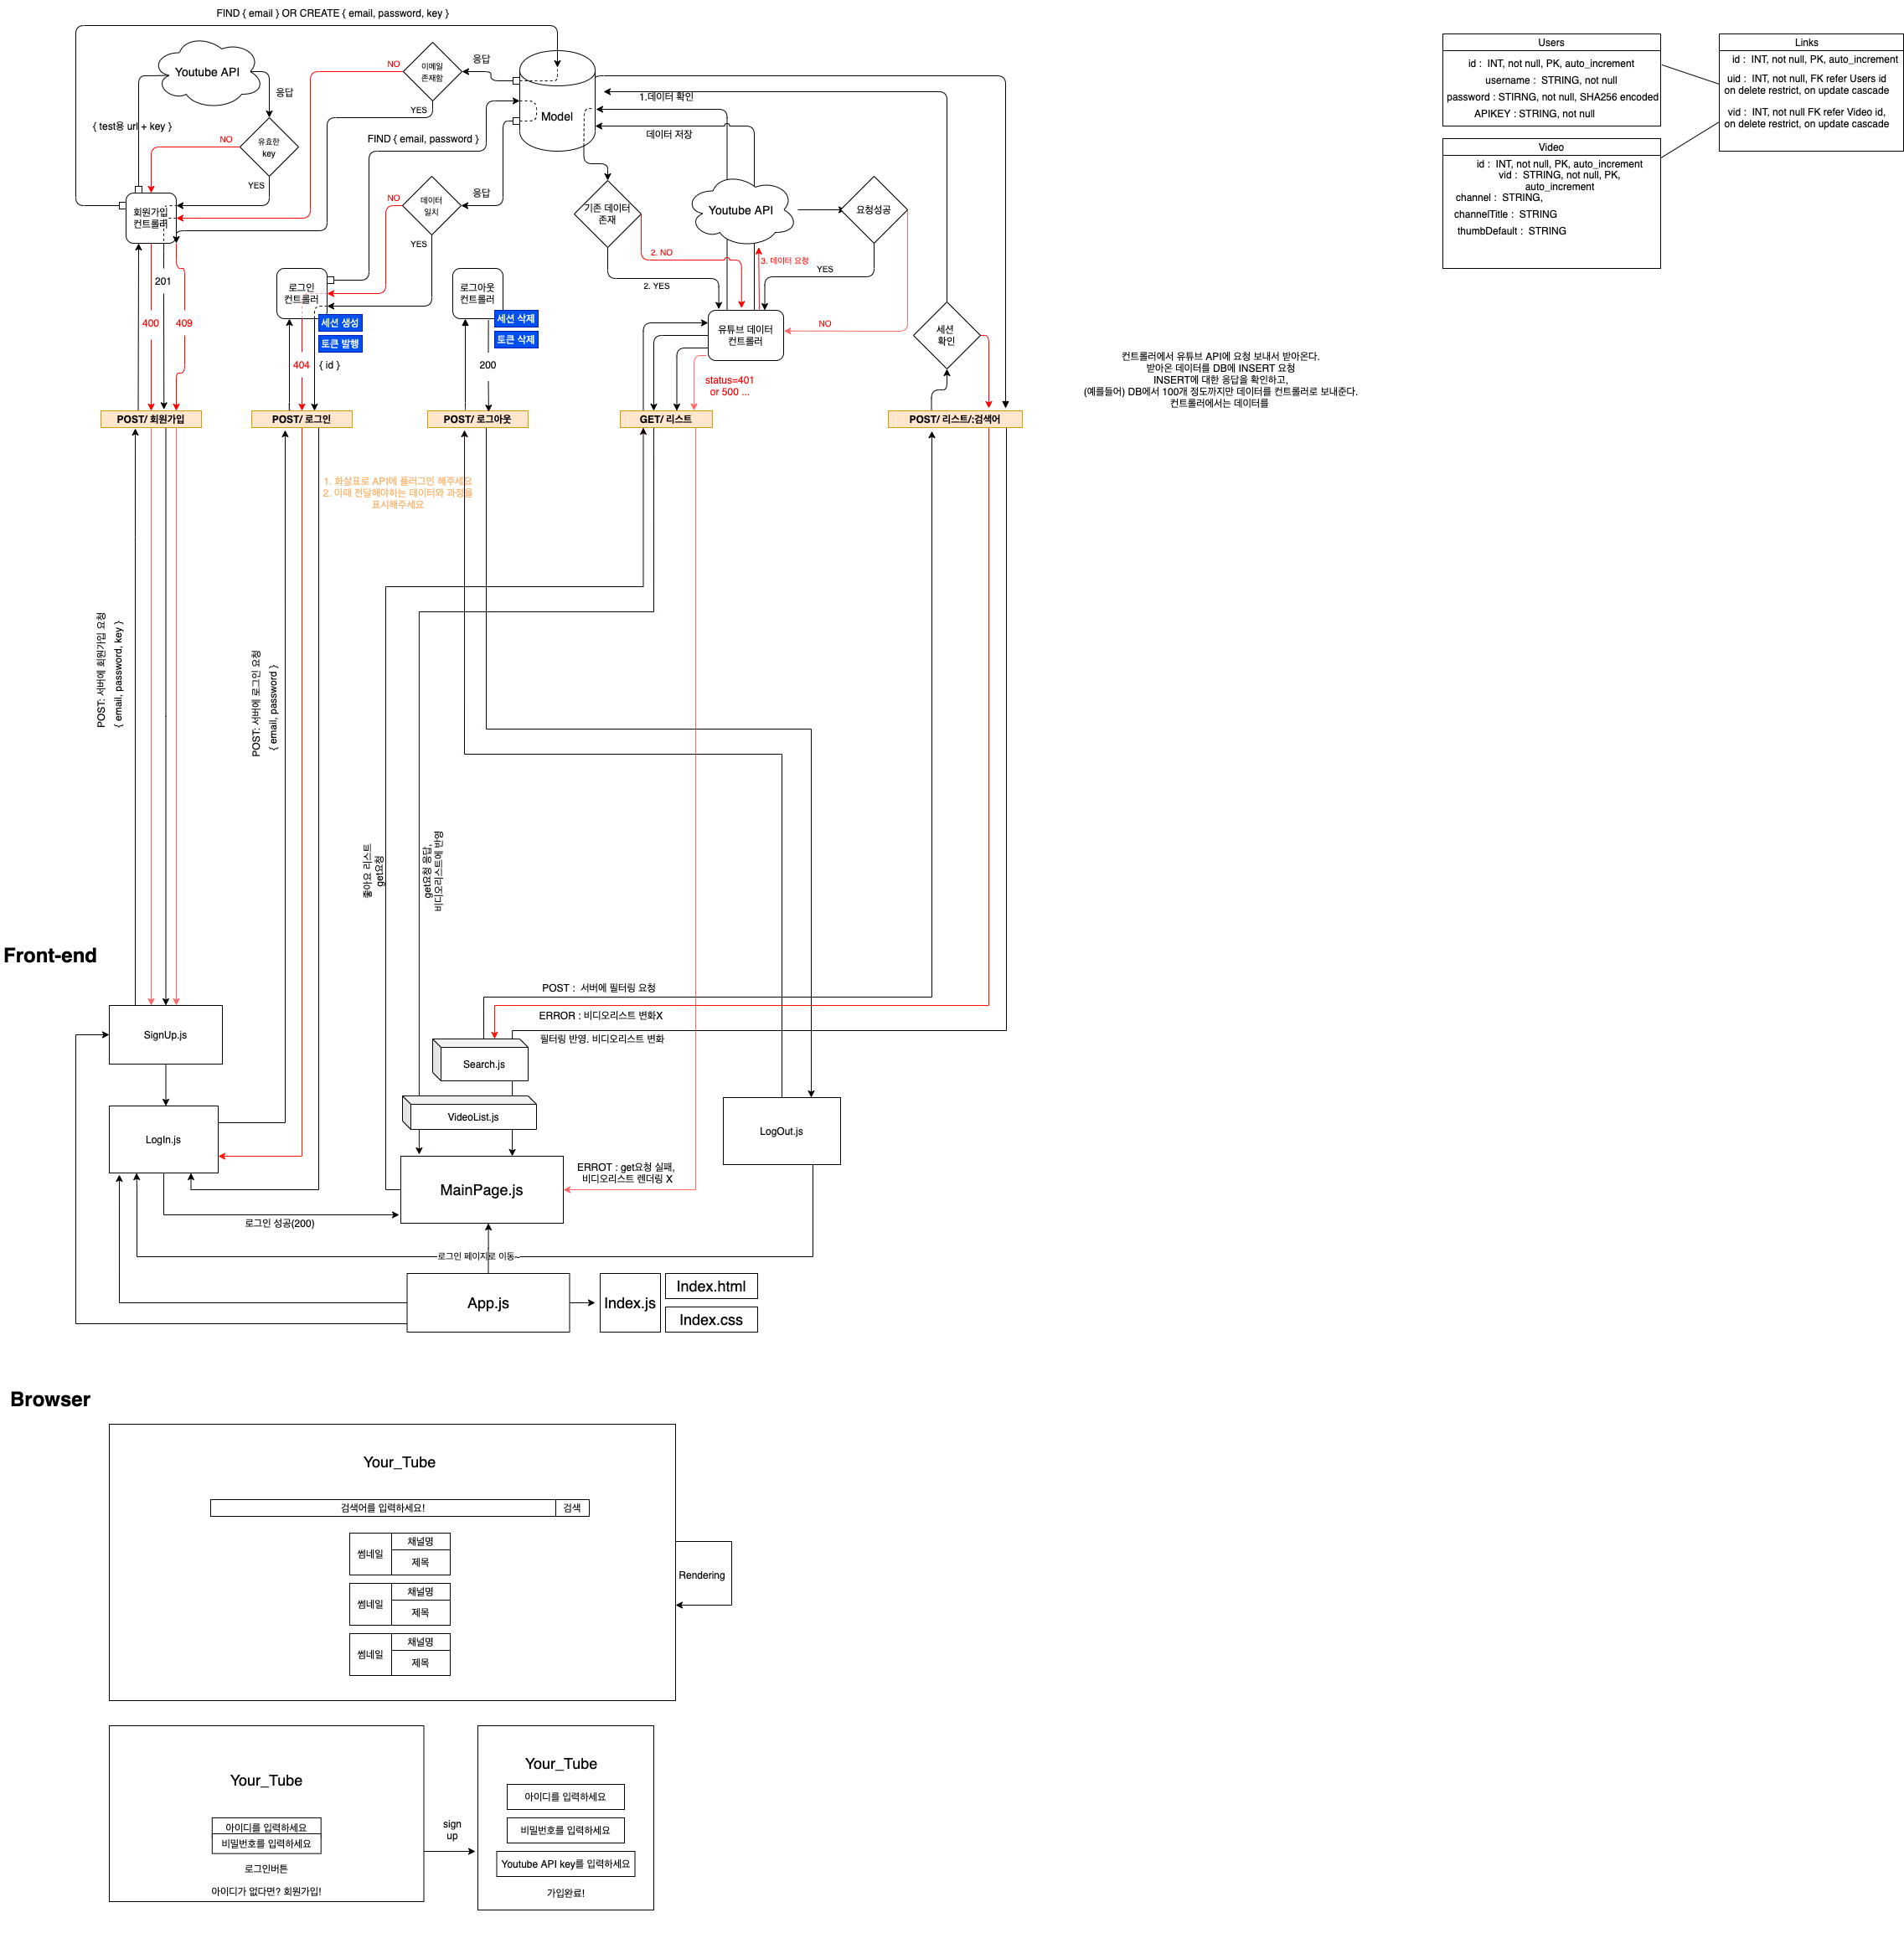 FIND { email } OR CREATE { email, password, key }
Youtube API
응답
{ test용 url + key }
NO
유효한
key
YES
회원가입
컨트롤러
201
400
409
NO
이메일
존재함
응답
YES
Model
FIND { email, password }
NO
데이터
일치
응답
YES
로그인
컨트롤러
세션 생성
토큰 발행
404
{ id }
로그아웃
컨트롤러
세션 삭제
토큰 삭제
200
1.데이터 확인
데이터 저장
기존 데이터
존재
Youtube API
요청성공
2. NO
3. 데이터 요청
YES
2. YES
유튜브 데이터
컨트롤러
NO
세션
확인
status=401
or 500 ...
POST/ 회원가입
POST/ 로그인
POST/ 로그아웃
GET/ 리스트
POST/ 리스트/:검색어
Users
id : INT, not null, PK, auto_increment
username : STRING, not null
password : STIRNG, not null, SHA256 encoded
APIKEY : STRING, not null
Links
id : INT, not null, PK, auto_increment
uid : INT, not null, FK refer Users id
on delete restrict, on update cascade
vid : INT, not null FK refer Video id,
on delete restrict, on update cascade
Video
id : INT, not null, PK, auto_increment
vid : STRING, not null, PK,
auto_increment
channel : STRING,
channelTitle : STRING
thumbDefault : STRING
컨트롤러에서 유튜브 API에 요청 보내서 받아온다.
받아온 데이터를 DB에 INSERT 요청
INSERT에 대한 응답을 확인하고,
(예를들어) DB에서 100개 정도까지만 데이터를 컨트롤러로 보내준다.
컨트롤러에서는 데이터를
1. 화살표로 API에 플러그인 해주세요
2. 이때 전달해야하는 데이터와 과정을
표시해주세요
POST: 서버에 회원가입 요청
{ email, password, key }
POST: 서버에 로그인 요청
{ email, password }
좋아요 리스트
get요청
get요청 응답,
비디오리스트에 반영
Front-end
POST : 서버에 필터링 요청
ERROR : 비디오리스트 변화X
필터링 반영. 비디오리스트 변화
SignUp.js
Search.js
VideoList.js
LogIn.js
LogOut.js
MainPage.js
ERROT : get요청 실패,
비디오리스트 렌더링 X
로그인 성공(200)
로그인 페이지로 이동
App.js
Index.js
Index.html
Index.css
Browser
Your_Tube
검색어를 입력하세요!
검색
썸네일
채널명
제목
썸네일
채널명
제목
썸네일
채널명
제목
Rendering
Your_Tube
아이디를 입력하세요
비밀번호를 입력하세요
로그인버튼
아이디가 없다면? 회원가입!
sign
up
Your_Tube
아이디를 입력하세요
비밀번호를 입력하세요
Youtube API key를 입력하세요
가입완료!